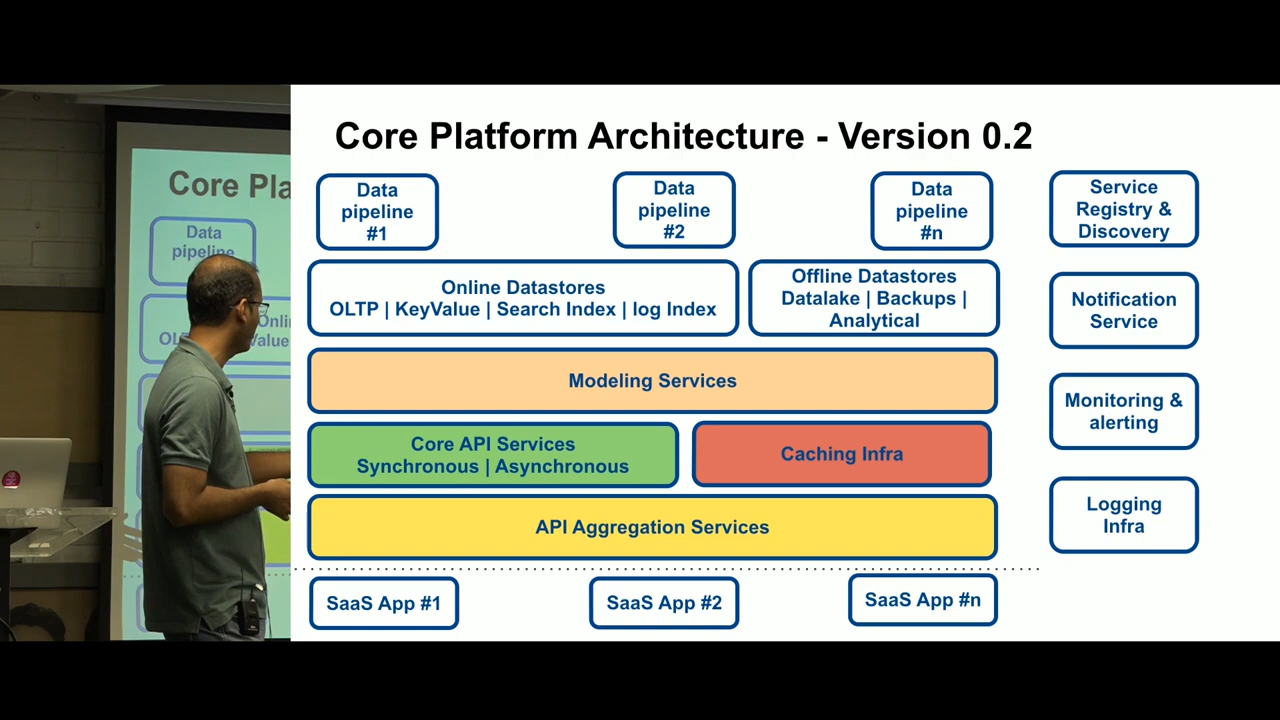 Core Platform Architecture - Version 0.2
Data
pipeline
#1
Data
pipeline
#2
Data
pipeline
#n
Service
Registry &
Discovery
Online Datastores
OLTP | KeyValue | Search Index | log Index
Offline Datastores
Datalake | Backups |
Analytical
Notification
Service
Modeling Services
Monitoring &
alerting
Core API Services
Synchronous | Asynchronous
Caching Infra
Logging
Infra
API Aggregation Services
SaaS App #1
SaaS App #2
SaaS App #n
Core Pla
Data
pipeline